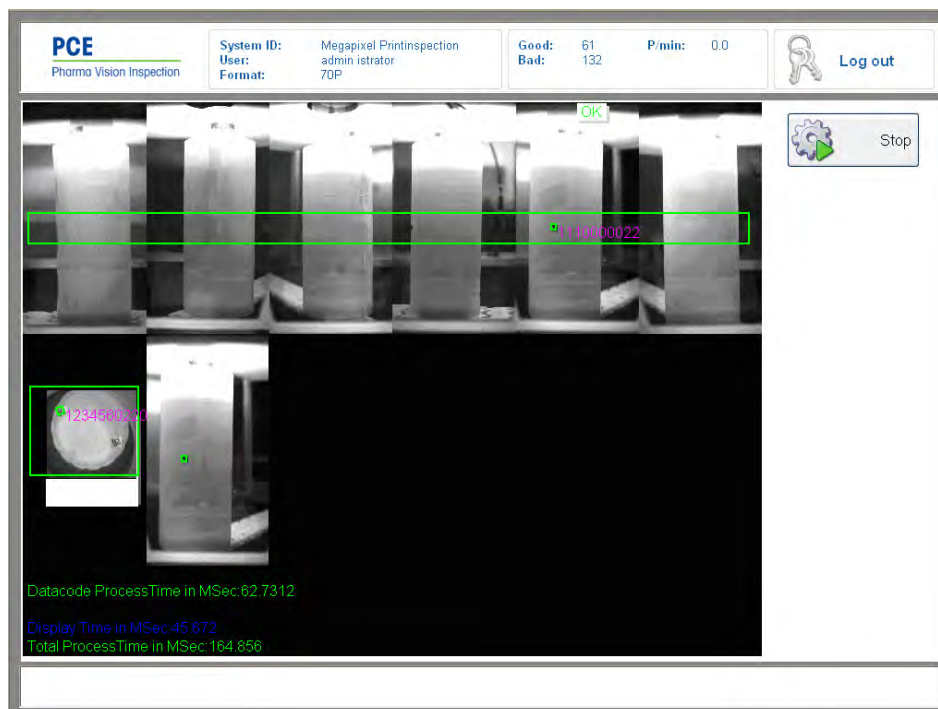 PCE
Pharma Vision Inspection
System ID: Megapixel Printinspection
User: admin istrator
Format: 70P
Good: 61 P/min: 0.0
Bad: 132
Log out
OK
Stop
Datacode ProcessTime in MSec:62.7312
Display Time in MSec:45.672
Total ProcessTime in MSec:164.856